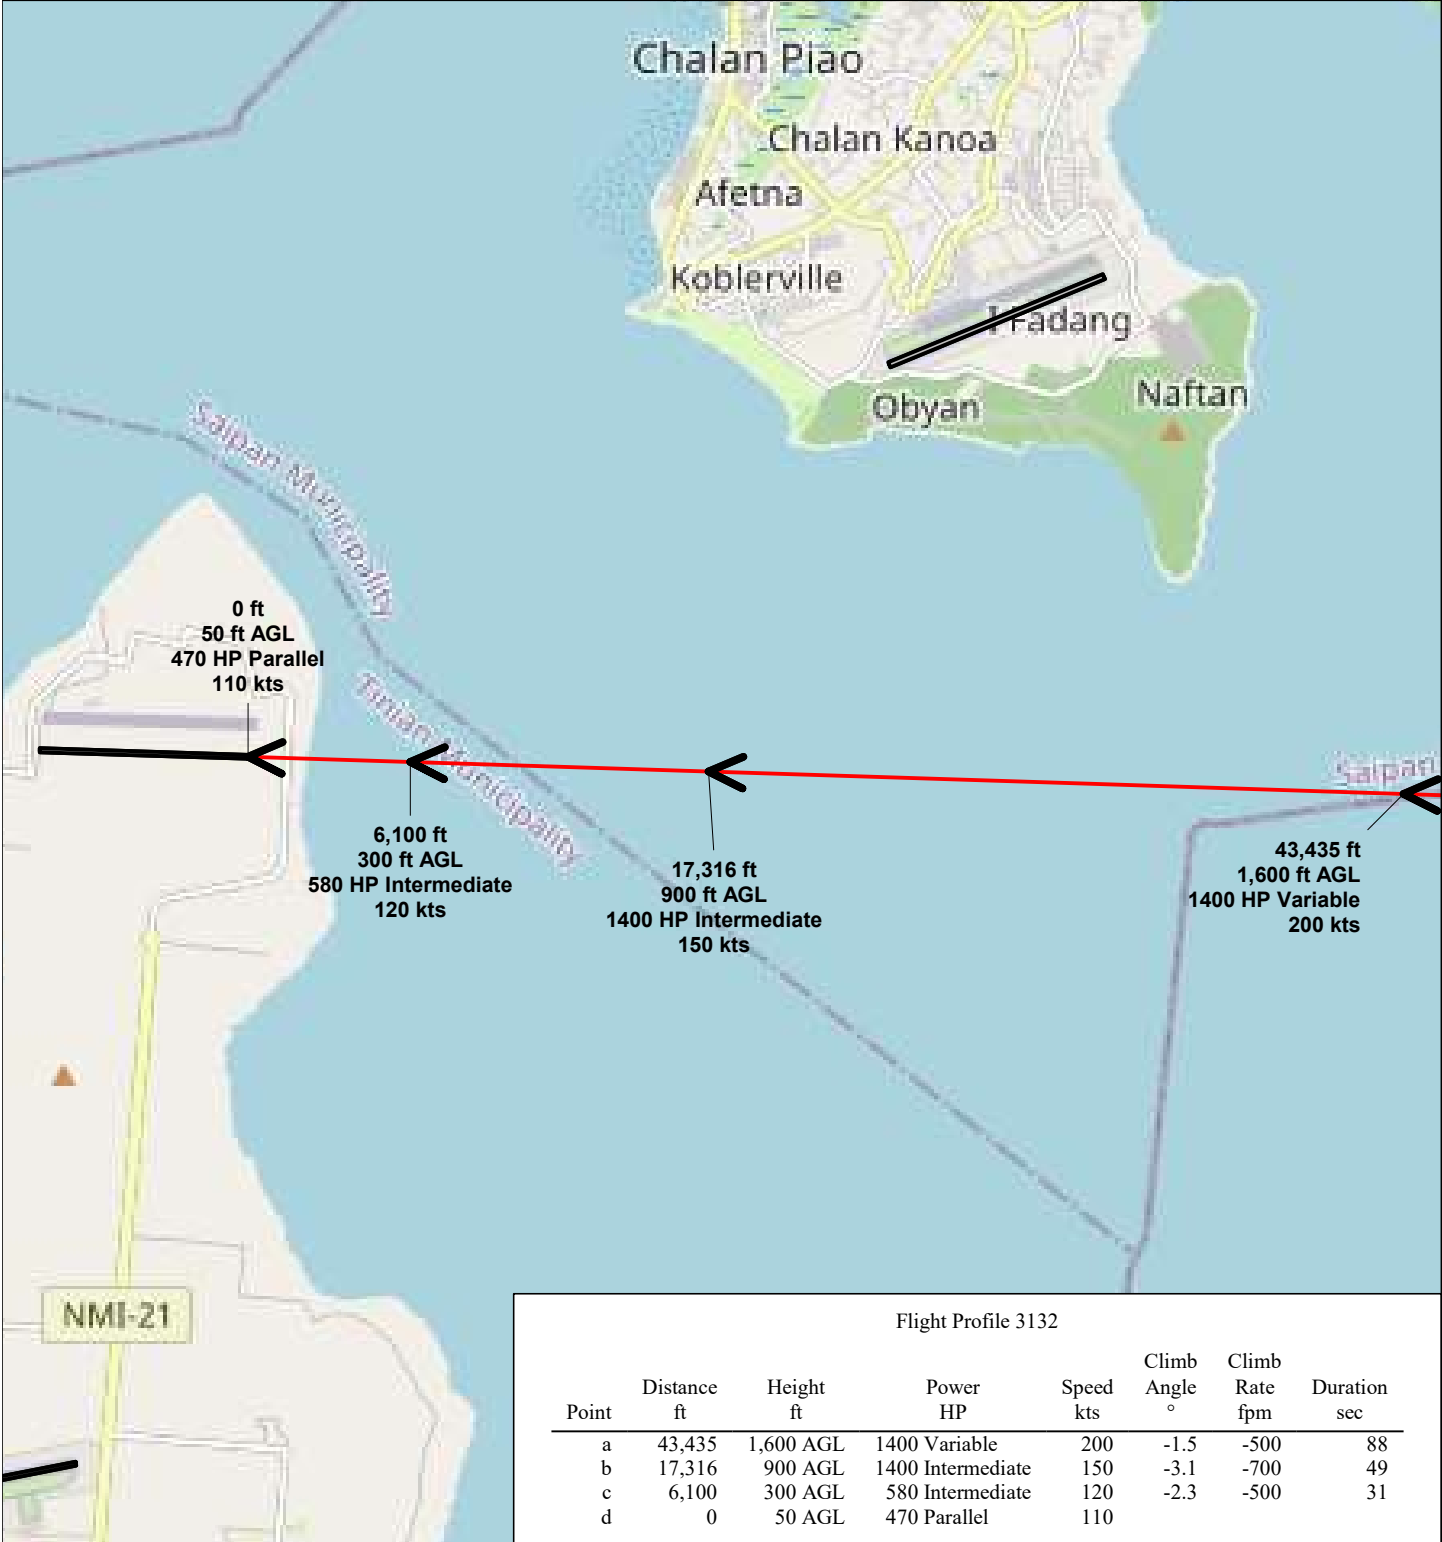 Chalan Piao
Chalan Kanoa
Afetna
Koblerville
I Fadang
Naftan
Obyan
Saipan Municipality
0 ft
50 ft AGL
470 HP Parallel
110 kts
Tinian Municipality
Saipan
6,100 ft
300 ft AGL
580 HP Intermediate
120 kts
17,316 ft
900 ft AGL
1400 HP Intermediate
150 kts
43,435 ft
1,600 ft AGL
1400 HP Variable
200 kts
NMI-21
Flight Profile 3132
Climb Climb
Distance Height Power Speed Angle Rate Duration
Point ft ft HP kts ° fpm sec
a 43,435 1,600 AGL 1400 Variable 200 -1.5 -500 88
b 17,316 900 AGL 1400 Intermediate 150 -3.1 -700 49
c 6,100 300 AGL 580 Intermediate 120 -2.3 -500 31
d 0 50 AGL 470 Parallel 110